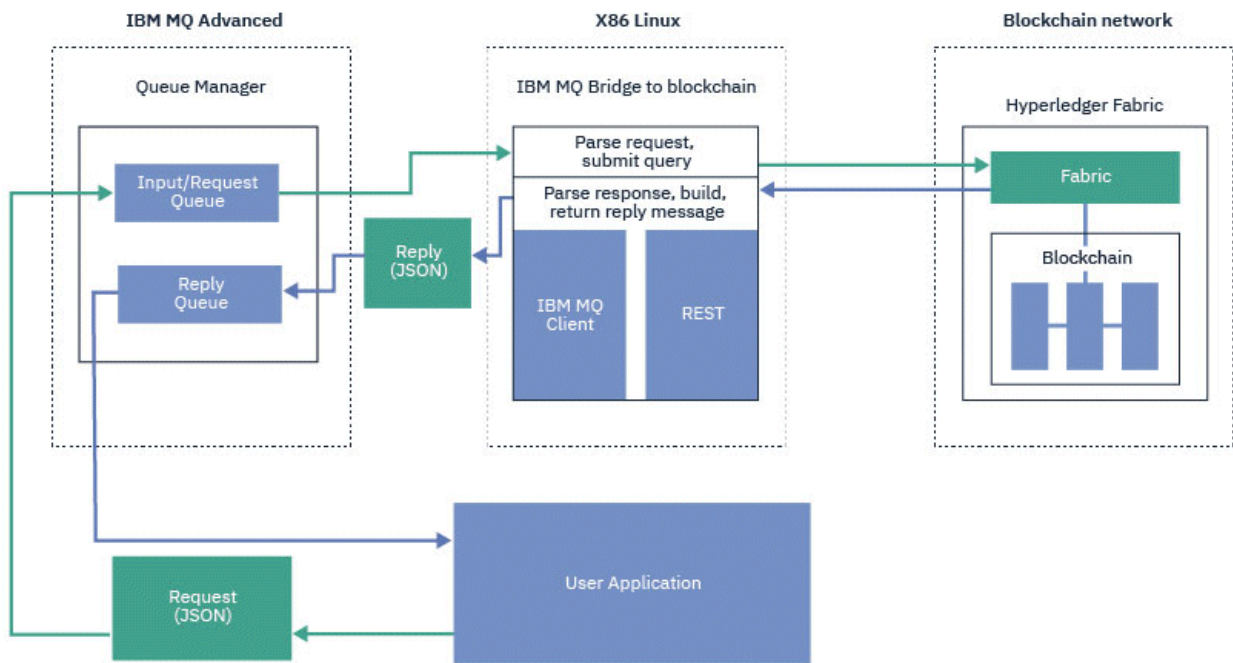 IBM MQ Advanced
X86 Linux
Blockchain network
Queue Manager
IBM MQ Bridge to blockchain
Hyperledger Fabric
Input/Request
Queue
Parse request,
submit query
Fabric
Parse response, build,
return reply message
Reply
(JSON)
Reply
Queue
IBM MQ
Client
REST
Blockchain
User Application
Request
(JSON)